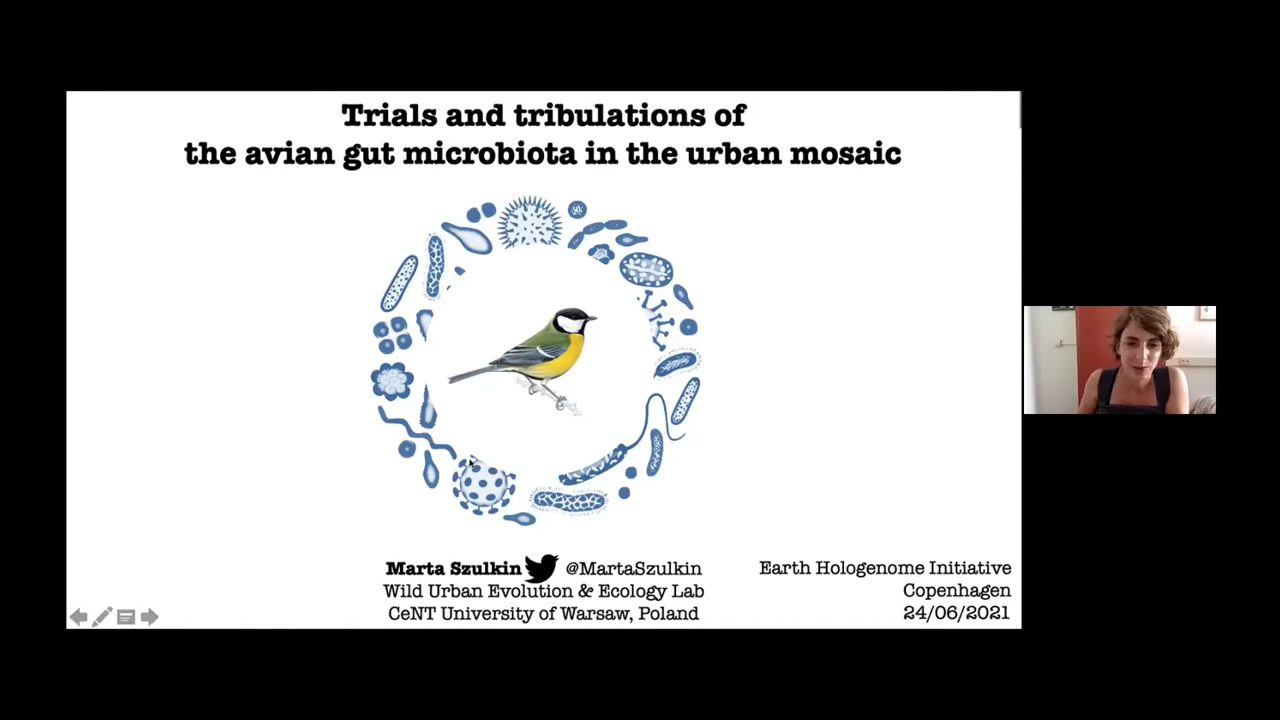 Trials and tribulations of
the avian gut microbiota in the urban mosaic
Marta Szulkin @MartaSzulkin
Wild Urban Evolution & Ecology Lab
CeNT University of Warsaw, Poland
Earth Hologenome Initiative
Copenhagen
24/06/2021